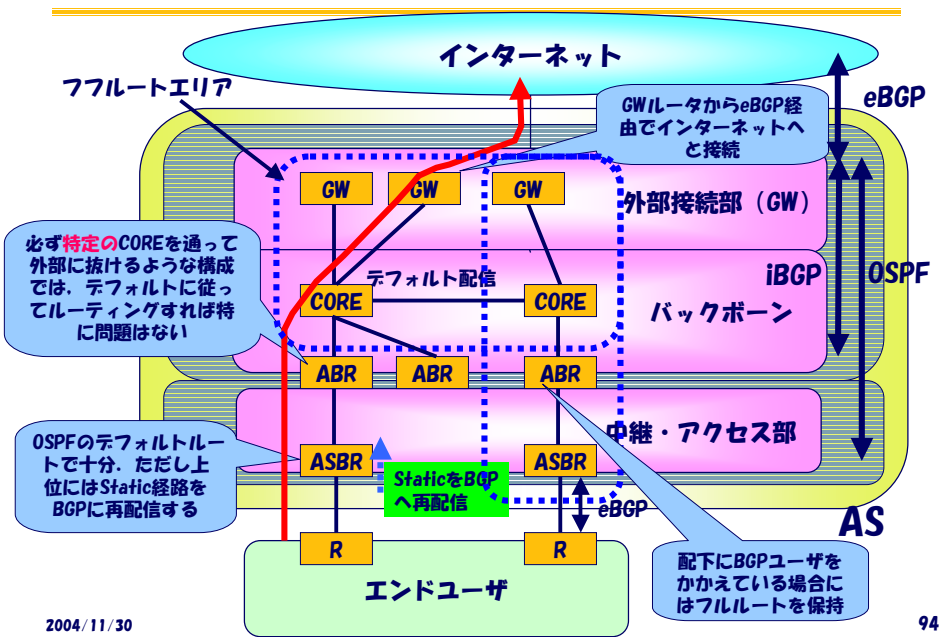 インターネット
フフルートエリア
eBGP
GWルータからeBGP経
由でインターネットへ
と接続
GW
GW
GW
外部接続部（GW）
必ず特定のCOREを通って
外部に抜けるような構成
では，デフォルトに従っ
てルーティングすれば特
に問題はない
デフォルト配信
iBGP
OSPF
CORE
CORE
バックボーン
ABR
ABR
ABR
中継・アクセス部
OSPFのデフォルトルー
トで十分．ただし上
位にはStatic経路を
BGPに再配信する
ASBR
ASBR
StaticをBGP
へ再配信
eBGP
AS
R
R
エンドユーザ
配下にBGPユーザを
かかえている場合に
はフルルートを保持
2004/11/30
94